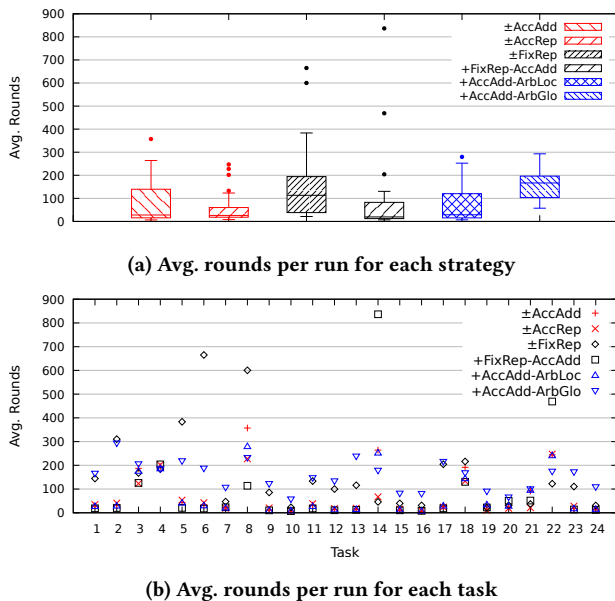 900
800
700
600
500
400
300
200
100
0
Avg. Rounds
±AccAdd
±AccRep
±FixRep
+FixRep-AccAdd
+AccAdd-ArbLoc
+AccAdd-ArbGlo
(a) Avg. rounds per run for each strategy
900
800
700
600
500
400
300
200
100
0
Avg. Rounds
±AccAdd
±AccRep
±FixRep
+FixRep-AccAdd
+AccAdd-ArbLoc
+AccAdd-ArbGlo
1 2 3 4 5 6 7 8 9 10 11 12 13 14 15 16 17 18 19 20 21 22 23 24
Task
(b) Avg. rounds per run for each task